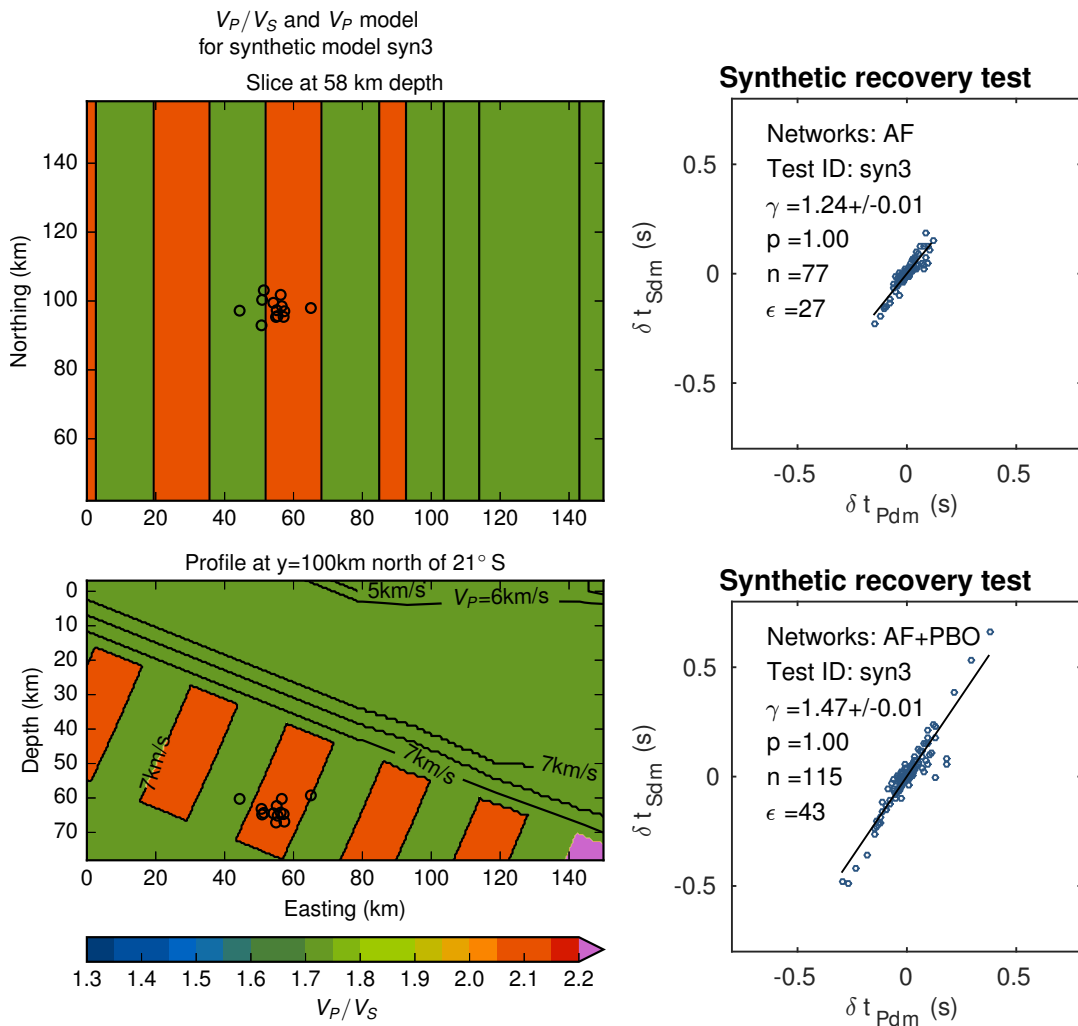 V_P/V_S and V_P model
for synthetic model syn3
Slice at 58 km depth
140
120
100
80
60
Northing (km)
0 20 40 60 80 100 120 140
Synthetic recovery test
Networks: AF
Test ID: syn3
γ =1.24+/-0.01
p =1.00
n =77
ϵ =27
0.5
0
-0.5
δ t_Sdm (s)
-0.5 0 0.5
δ t_Pdm (s)
Profile at y=100km north of 21° S
0
10
20
30
40
50
60
70
Depth (km)
5km/s
V_P=6km/s
7km/s
7km/s
7km/s
0 20 40 60 80 100 120 140
Easting (km)
1.3 1.4 1.5 1.6 1.7 1.8 1.9 2.0 2.1 2.2
V_P/V_S
Synthetic recovery test
Networks: AF+PBO
Test ID: syn3
γ =1.47+/-0.01
p =1.00
n =115
ϵ =43
0.5
0
-0.5
δ t_Sdm (s)
-0.5 0 0.5
δ t_Pdm (s)